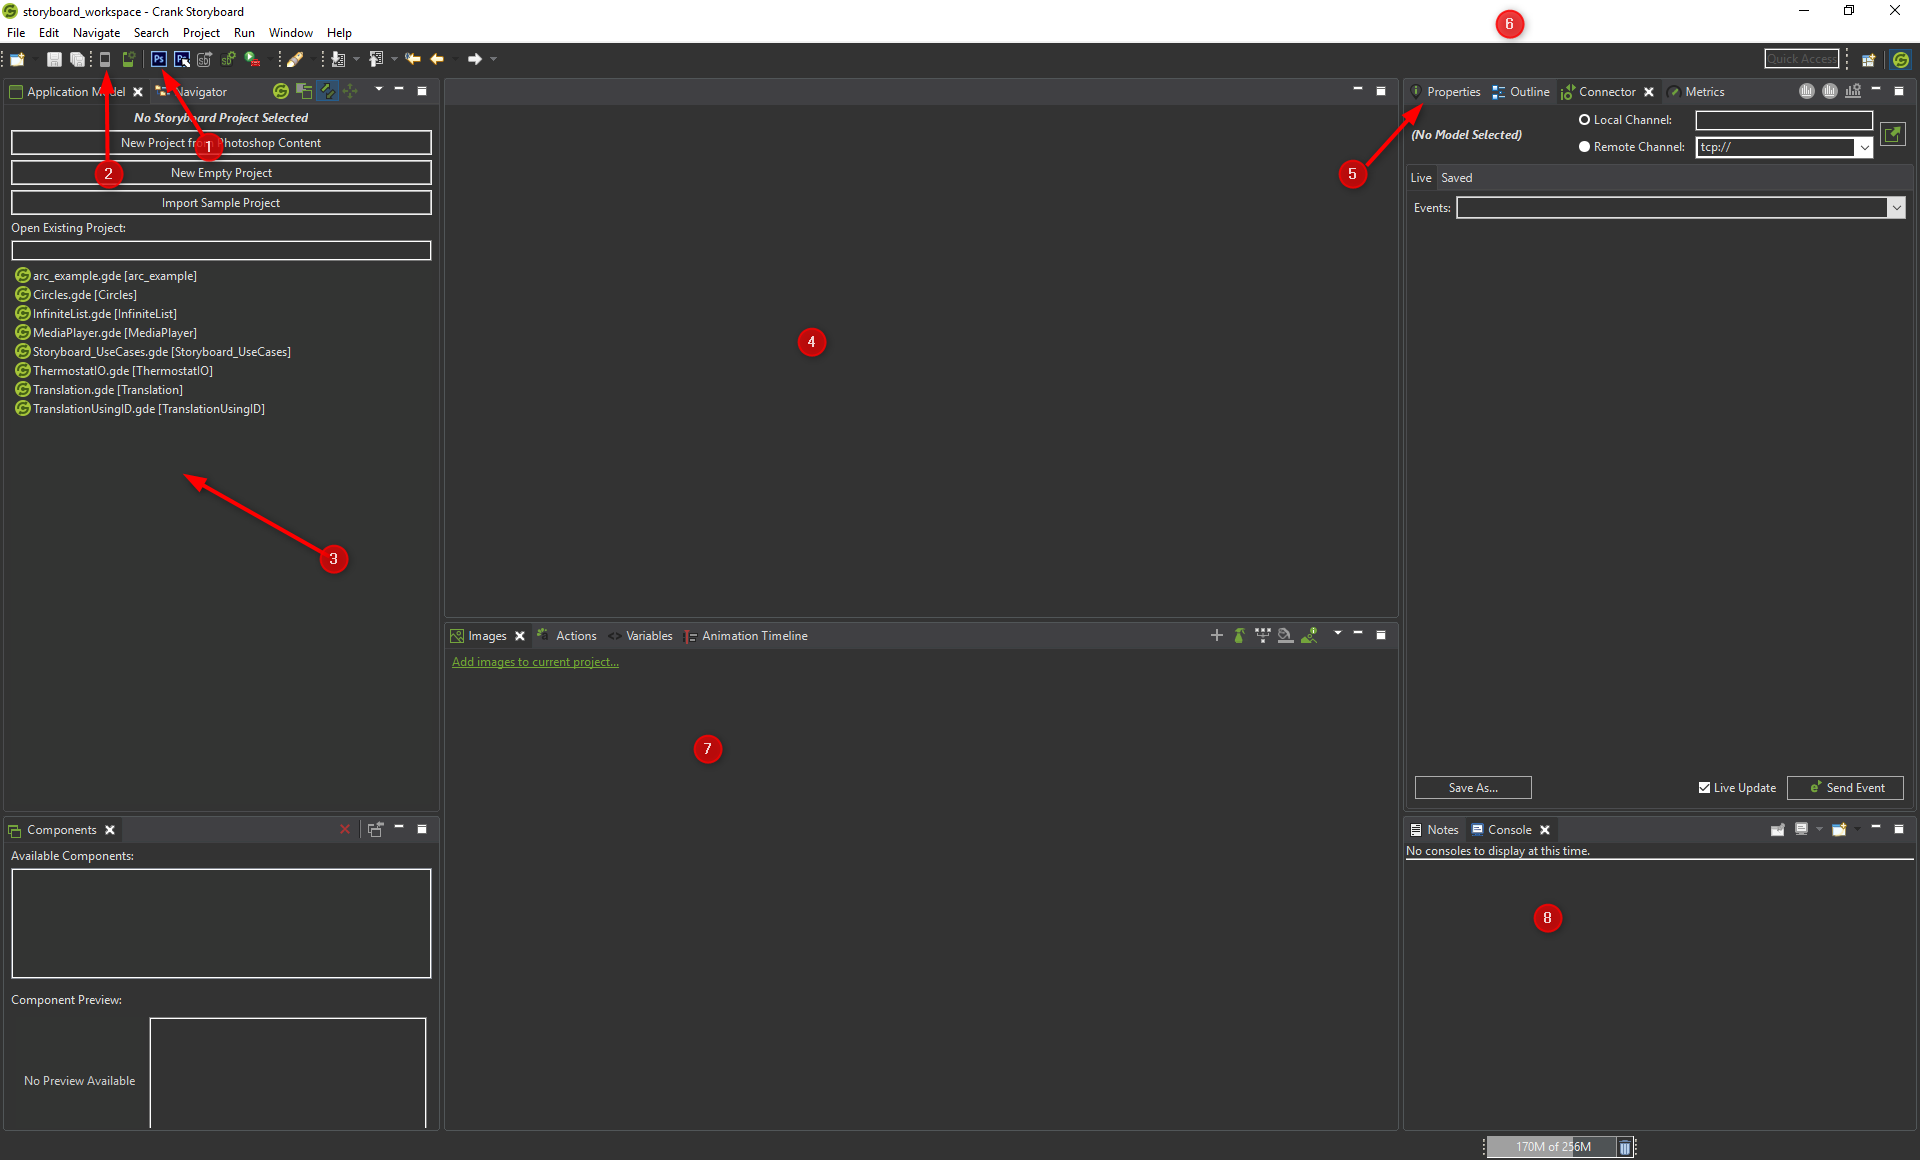 storyboard_workspace - Crank Storyboard
6
File Edit Navigate Search Project Run Window Help
Ps
sb
Quick Access
Application Model
Navigator
No Storyboard Project Selected
New Project from Photoshop Content
1
New Empty Project
2
Import Sample Project
Open Existing Project:
arc_example.gde [arc_example]
Circles.gde [Circles]
InfiniteList.gde [InfiniteList]
MediaPlayer.gde [MediaPlayer]
Storyboard_UseCases.gde [Storyboard_UseCases]
ThermostatIO.gde [ThermostatIO]
Translation.gde [Translation]
TranslationUsingID.gde [TranslationUsingID]
3
4
Properties Outline Connector Metrics
(No Model Selected)
Local Channel:
Remote Channel: tcp://
5
Live Saved
Events:
Save As... Live Update Send Event
Images Actions Variables Animation Timeline
Add images to current project...
7
Components
Available Components:
Component Preview:
No Preview Available
Notes Console
No consoles to display at this time.
8
170M of 256M